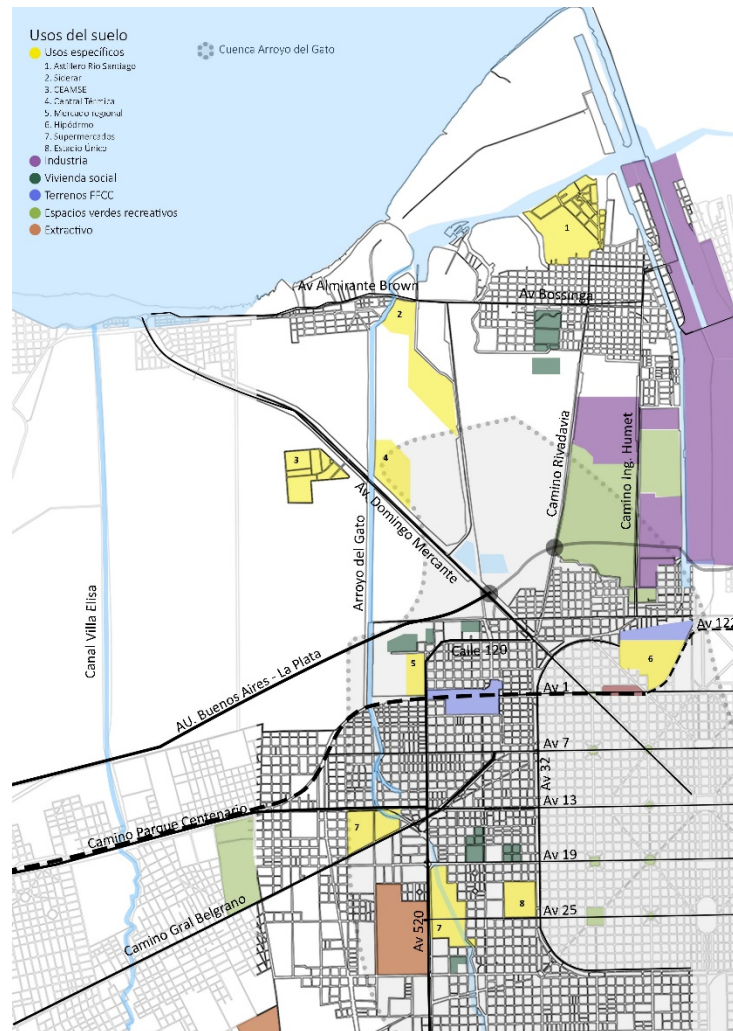 Usos del suelo
Usos específicos
1. Astillero Río Santiago
2. Siderar
3. CEAMSE
4. Central Térmica
5. Mercado regional
6. Hipódrmo
7. Supermercados
8. Estacio Único
Industria
Vivienda social
Terrenos FFCC
Espacios verdes recreativos
Extractivo
Cuenca Arroyo del Gato
1
Av Almirante Brown
Av Bossinga
2
3
4
Av. Domingo Mercante
Camino Rivadavia
Camino Ing. Humet
Arroyo del Gato
Canal Villa Elisa
AU. Buenos Aires - La Plata
Calle 120
Av 122
5
6
Av 1
Av 7
Av 32
Av 13
Camino Parque Centenario
7
Av 19
Camino Gral Belgrano
8
Av 25
Av 520
7